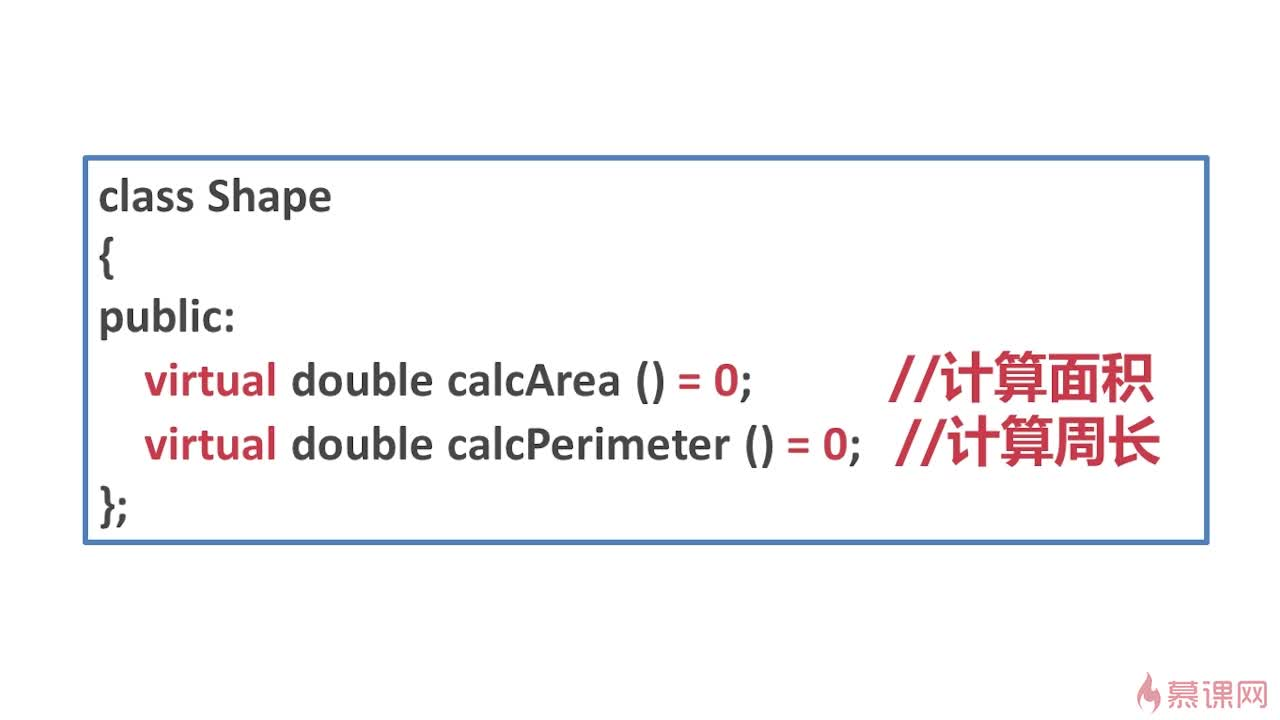 class Shape
{
public:
virtual double calcArea () = 0; //计算面积
virtual double calcPerimeter () = 0; //计算周长
};
慕课网